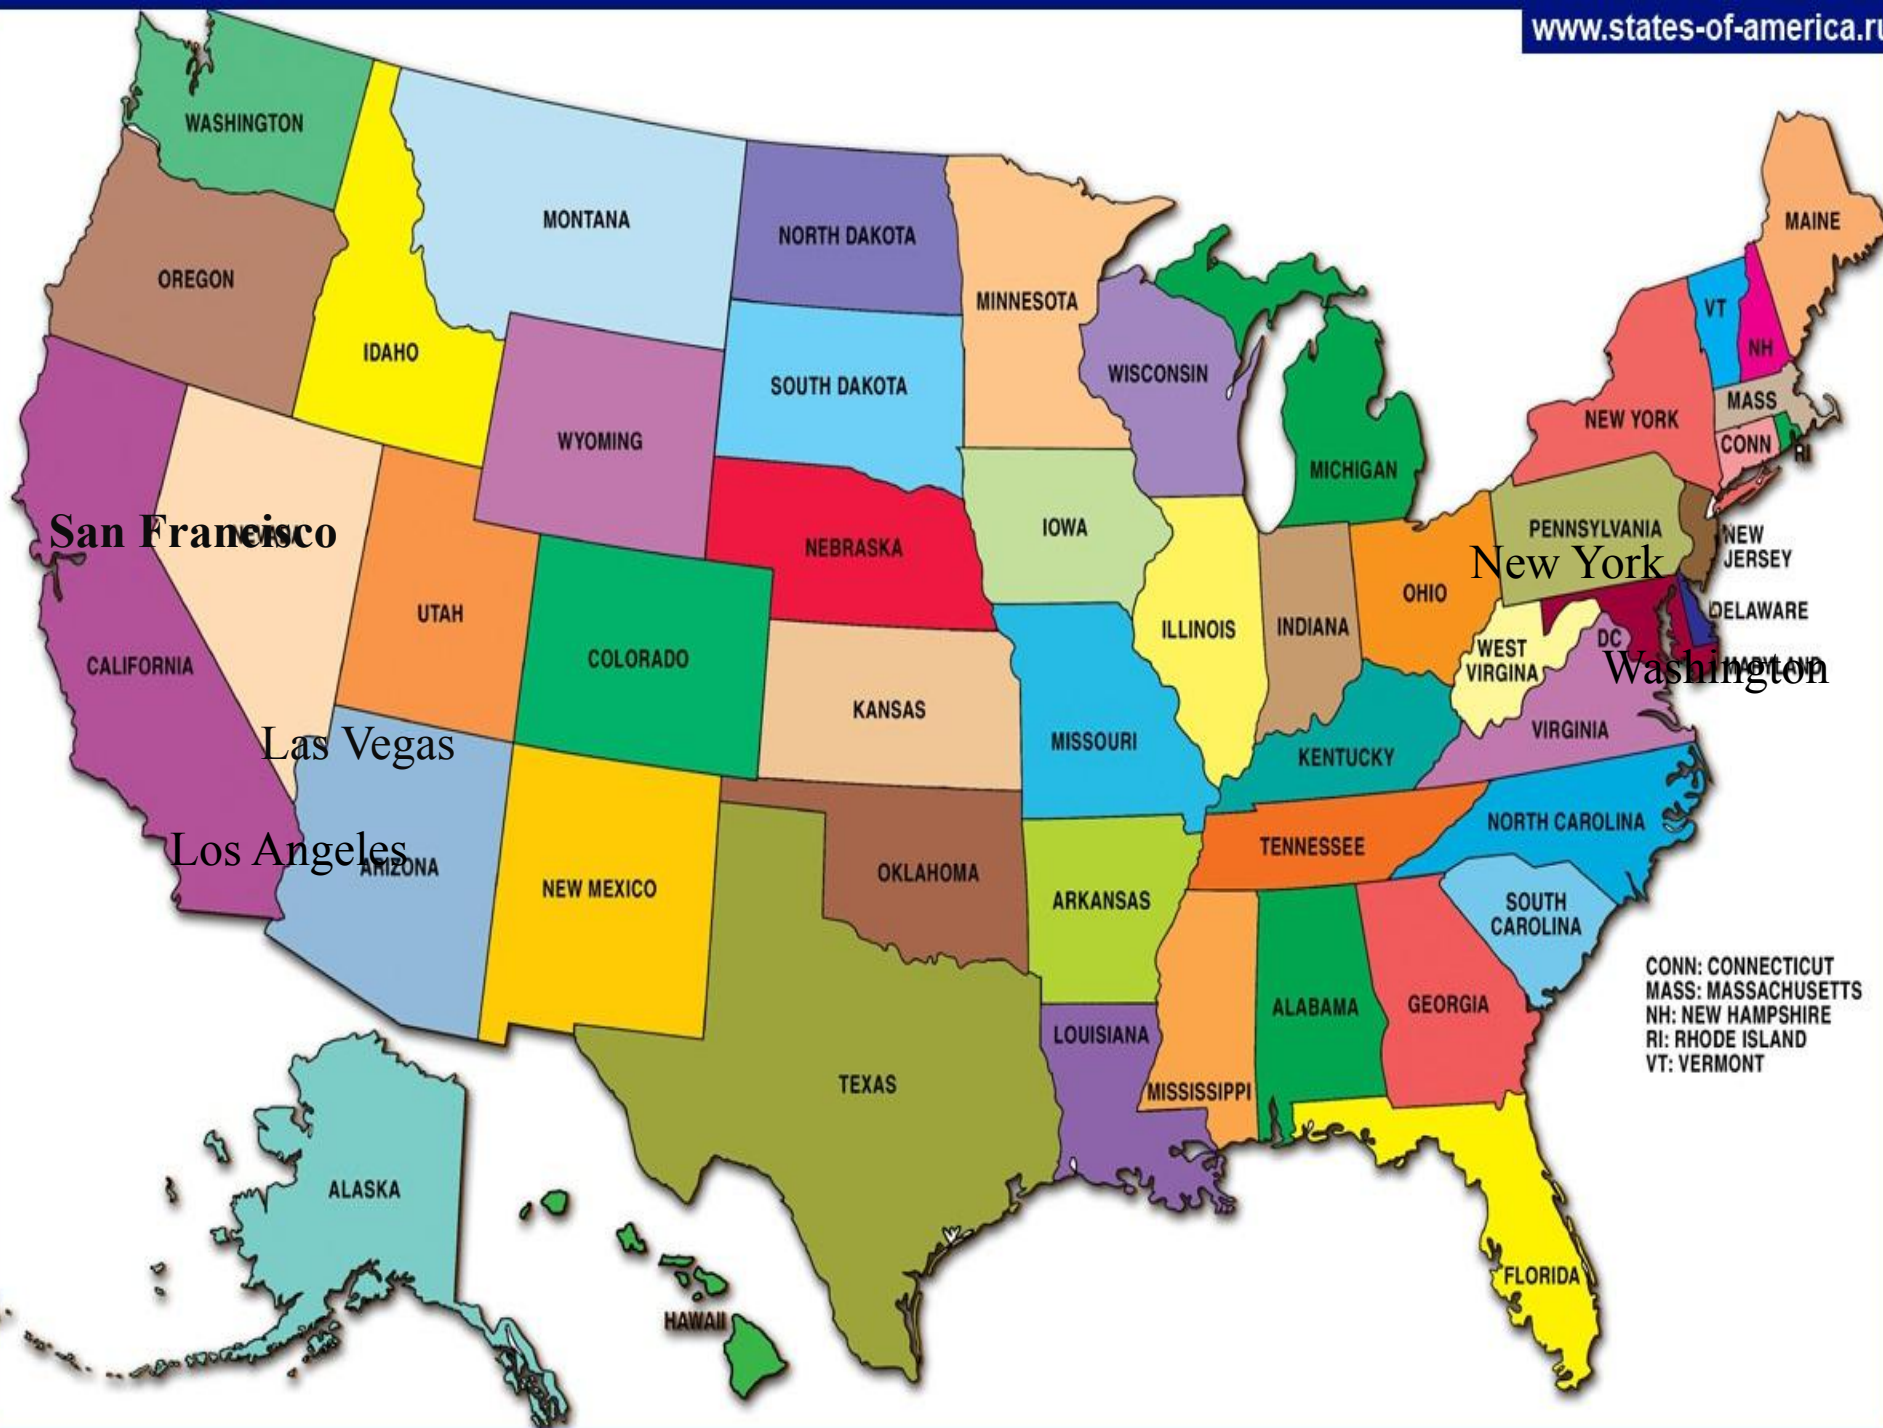 www.states-of-america.ru
WASHINGTON
MONTANA
NORTH DAKOTA
MINNESOTA
MAINE
OREGON
IDAHO
SOUTH DAKOTA
WISCONSIN
VT
NH
WYOMING
MICHIGAN
NEW YORK
MASS
CONN
RI
San Francisco
NEVADA
NEBRASKA
IOWA
PENNSYLVANIA
New York
NEW
JERSEY
UTAH
COLORADO
ILLINOIS
INDIANA
OHIO
DELAWARE
CALIFORNIA
KANSAS
WEST
VIRGINA
DC
MARYLAND
Washington
Las Vegas
MISSOURI
KENTUCKY
VIRGINIA
Los Angeles
ARIZONA
NEW MEXICO
OKLAHOMA
ARKANSAS
TENNESSEE
NORTH CAROLINA
SOUTH
CAROLINA
TEXAS
LOUISIANA
MISSISSIPPI
ALABAMA
GEORGIA
CONN: CONNECTICUT
MASS: MASSACHUSETTS
NH: NEW HAMPSHIRE
RI: RHODE ISLAND
VT: VERMONT
ALASKA
HAWAII
FLORIDA